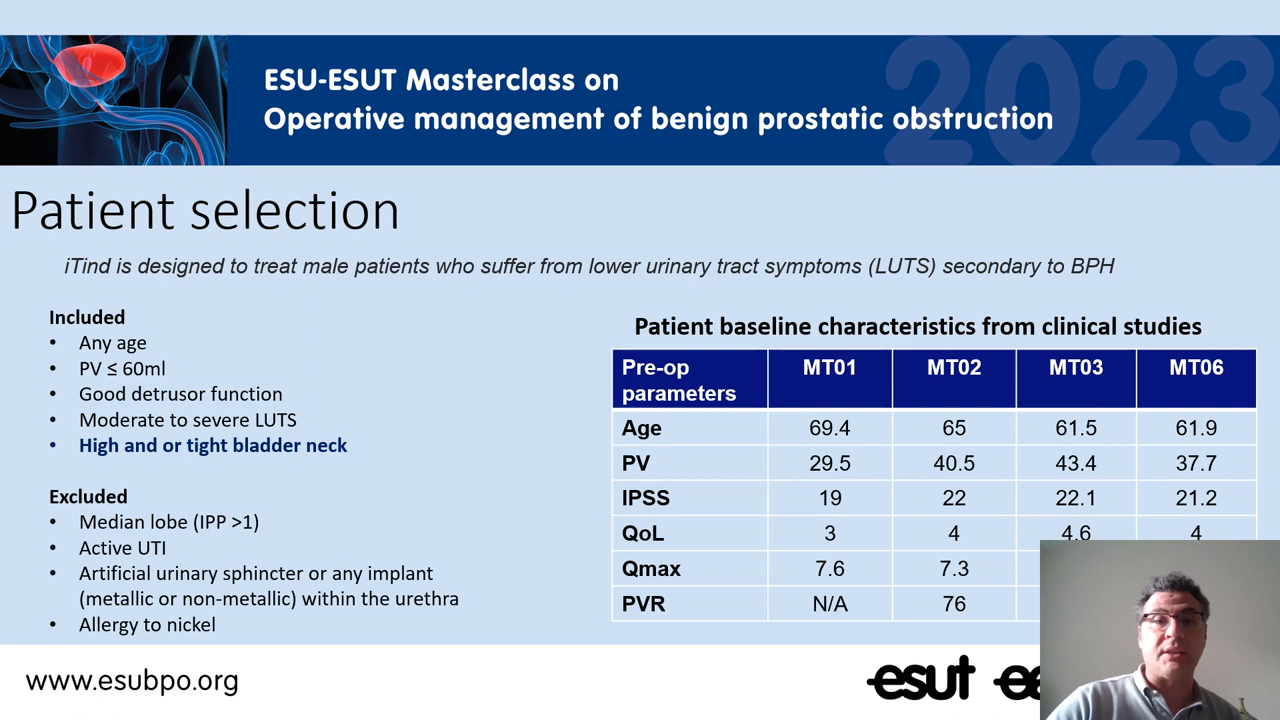 ESU-ESUT Masterclass on
Operative management of benign prostatic obstruction
2023
Patient selection
iTind is designed to treat male patients who suffer from lower urinary tract symptoms (LUTS) secondary to BPH
Included
• Any age
• PV ≤ 60ml
• Good detrusor function
• Moderate to severe LUTS
• High and or tight bladder neck
Excluded
• Median lobe (IPP >1)
• Active UTI
• Artificial urinary sphincter or any implant
(metallic or non-metallic) within the urethra
• Allergy to nickel
Patient baseline characteristics from clinical studies
Pre-op parameters MT01 MT02 MT03 MT06
Age 69.4 65 61.5 61.9
PV 29.5 40.5 43.4 37.7
IPSS 19 22 22.1 21.2
QoL 3 4 4.6 4
Qmax 7.6 7.3
PVR N/A 76
www.esubpo.org
esut